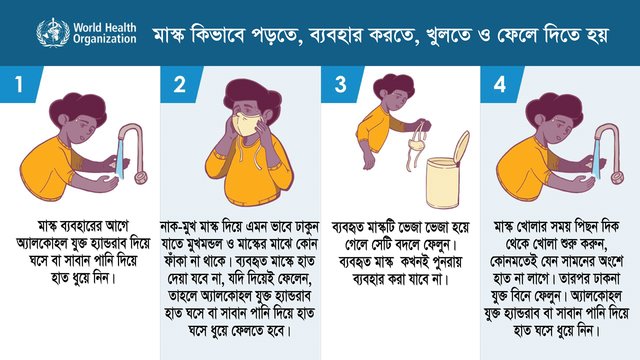 World Health
Organization
মাস্ক কিভাবে পড়তে, ব্যবহার করতে, খুলতে ও ফেলে দিতে হয়
1
মাস্ক ব্যবহারের আগে
অ্যালকোহল যুক্ত হ্যান্ডরাব দিয়ে
ঘসে বা সাবান পানি দিয়ে
হাত ধুয়ে নিন।
2
নাক-মুখ মাস্ক দিয়ে এমন ভাবে ঢাকুন
যাতে মুখমন্ডল ও মাস্কের মাঝে কোন
ফাঁকা না থাকে। ব্যবহৃত মাস্কে হাত
দেয়া যবে না, যদি দিয়েই ফেলেন,
তাহলে অ্যালকোহল যুক্ত হ্যান্ডরাব
হাত ঘসে বা সাবান পানি দিয়ে হাত
ঘসে ধুয়ে ফেলতে হবে।
3
ব্যবহৃত মাস্কটি ভেজা ভেজা হয়ে
গেলে সেটি বদলে ফেলুন।
ব্যবহৃত মাস্ক কখনই পুনরায়
ব্যবহার করা যাবে না।
4
মাস্ক খোলার সময় পিছন দিক
থেকে খোলা শুরু করুন,
কোনমতেই যেন সামনের অংশে
হাত না লাগে। তারপর ঢাকনা
যুক্ত বিনে ফেলুন। অ্যালকোহল
যুক্ত হ্যান্ডরাব বা সাবান পানি দিয়ে
হাত ঘসে ধুয়ে নিন।